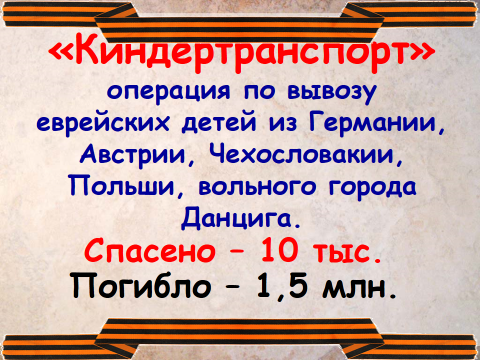 «Киндертранспорт»
операция по вывозу
еврейских детей из Германии,
Австрии, Чехословакии,
Польши, вольного города
Данцига.
Спасено – 10 тыс.
Погибло – 1,5 млн.